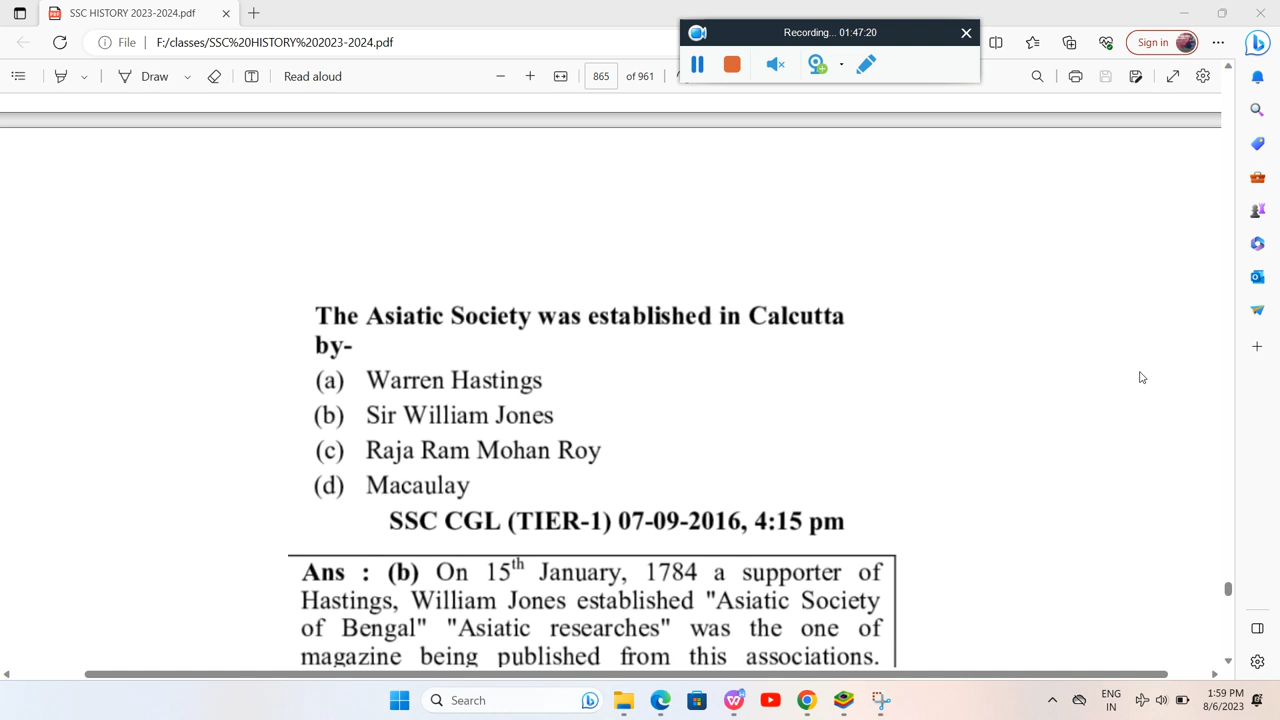 SSC HISTORY 2023-2024.pdf
Recording... 01:47:20
File F:/classes/SSC%20HISTORY%202023-2024.pdf
Sign in
Draw
Read aloud
865 of 961
The Asiatic Society was established in Calcutta
by-
(a) Warren Hastings
(b) Sir William Jones
(c) Raja Ram Mohan Roy
(d) Macaulay
SSC CGL (TIER-1) 07-09-2016, 4:15 pm
Ans : (b) On 15th January, 1784 a supporter of
Hastings, William Jones established "Asiatic Society
of Bengal" "Asiatic researches" was the one of
magazine being published from this associations.
Search
ENG
IN
1:59 PM
8/6/2023